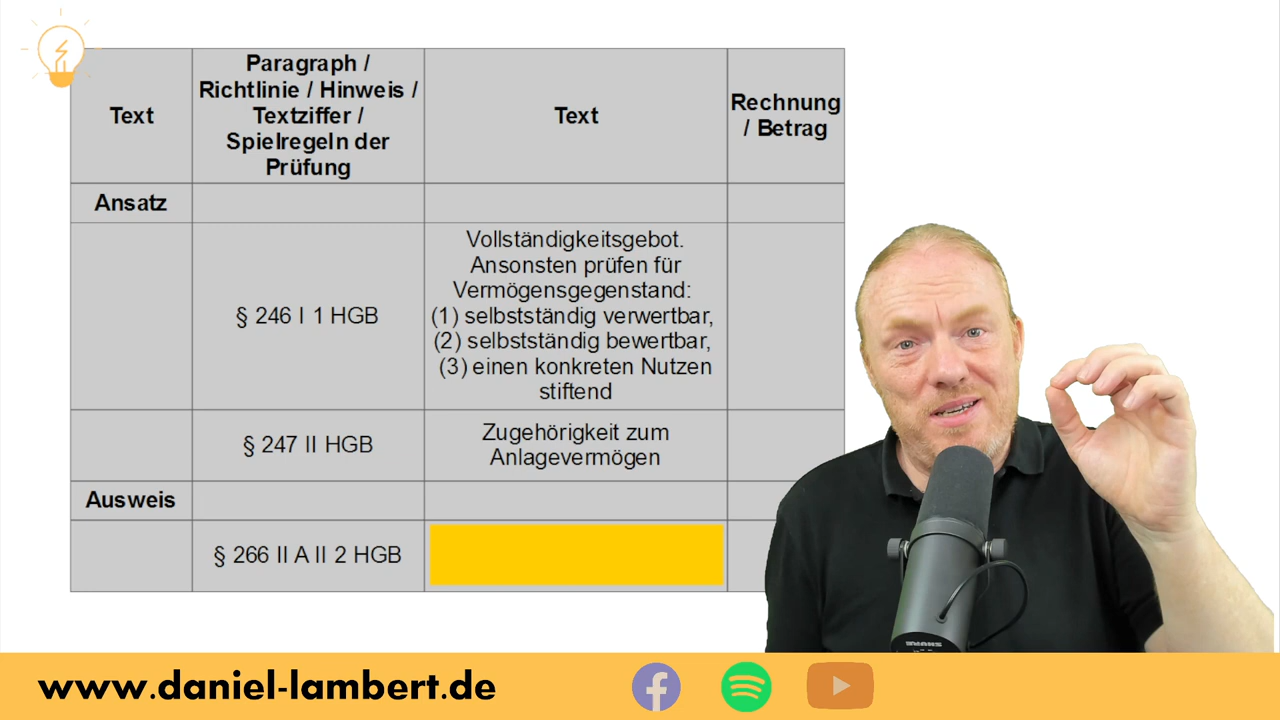 Text
Paragraph /
Richtlinie / Hinweis /
Textziffer /
Spielregeln der
Prüfung
Text
Rechnung
/ Betrag
Ansatz
§ 246 I 1 HGB
Vollständigkeitsgebot.
Ansonsten prüfen für
Vermögensgegenstand:
(1) selbstständig verwertbar,
(2) selbstständig bewertbar,
(3) einen konkreten Nutzen
stiftend
§ 247 II HGB
Zugehörigkeit zum
Anlagevermögen
Ausweis
§ 266 II A II 2 HGB
www.daniel-lambert.de